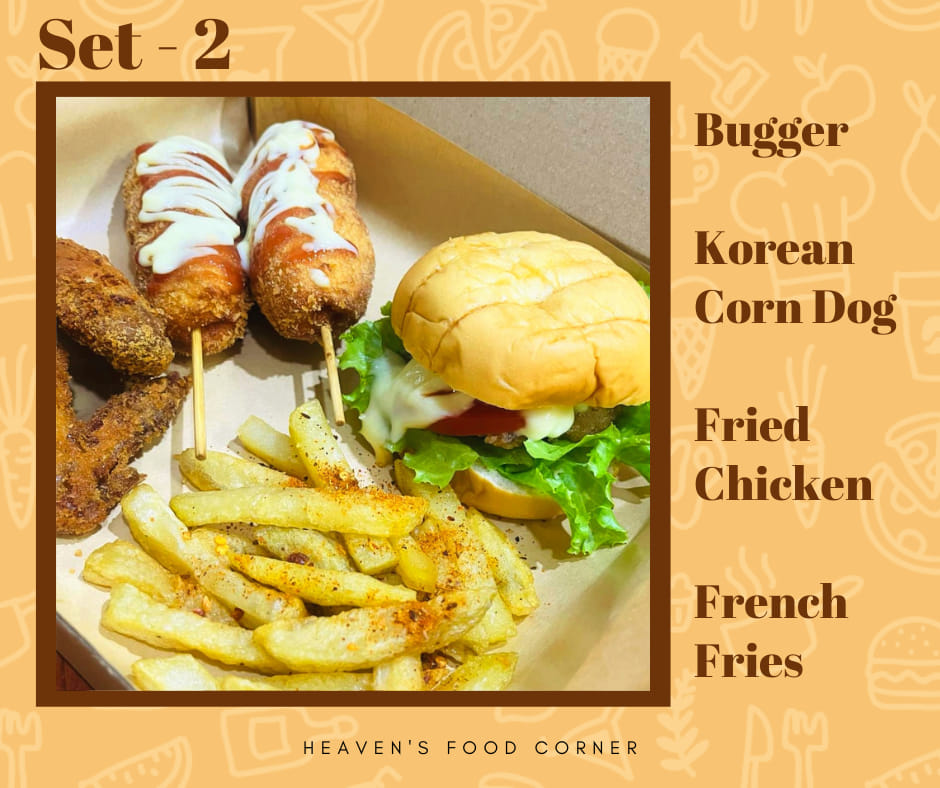 Set - 2
Bugger
Korean
Corn Dog
Fried
Chicken
French
Fries
HEAVEN'S FOOD CORNER